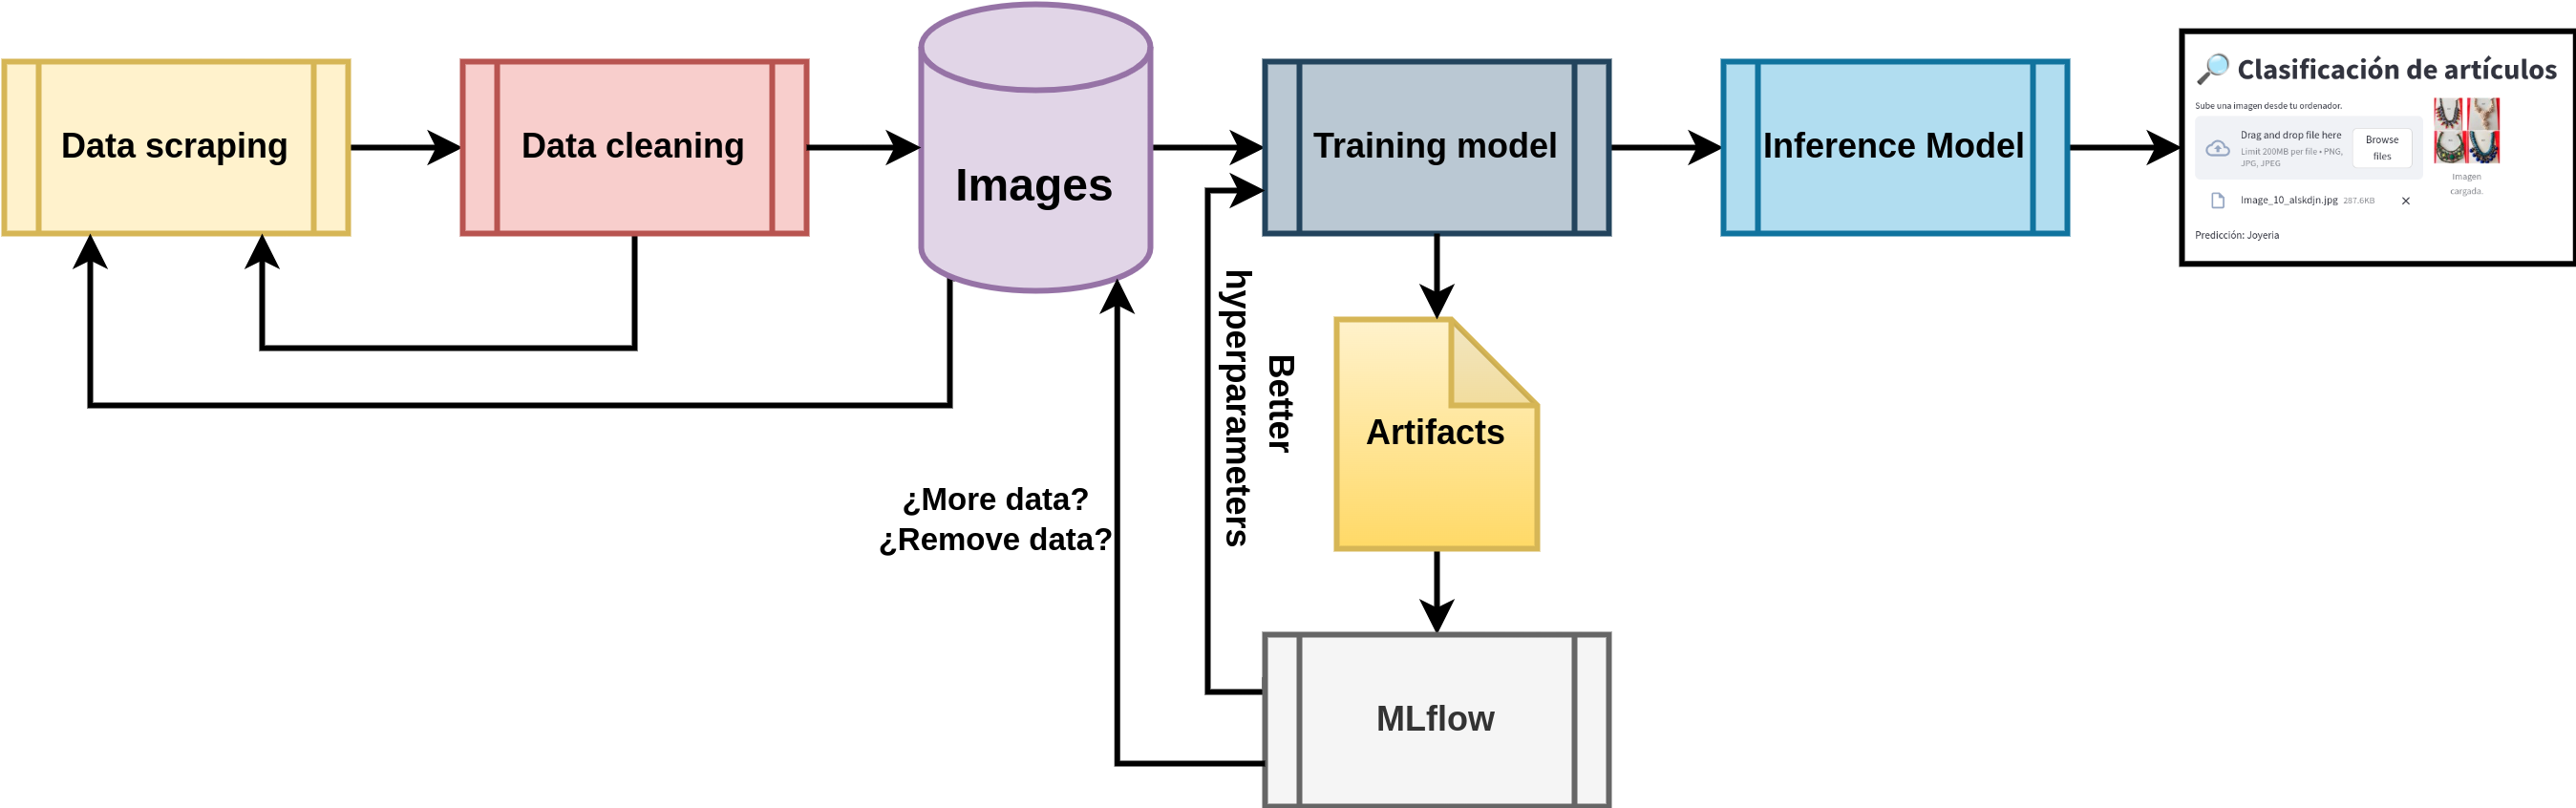 Data scraping
Data cleaning
Images
Training model
Inference Model
Clasificación de artículos
Sube una imagen desde tu ordenador.
Drag and drop file here
Limit 200MB per file • PNG,
JPG, JPEG
Browse
files
Imagen
cargada.
Image_10_alskdjn.jpg 287.6KB
Predicción: Joyeria
Better
hyperparameters
Artifacts
¿More data?
¿Remove data?
MLflow